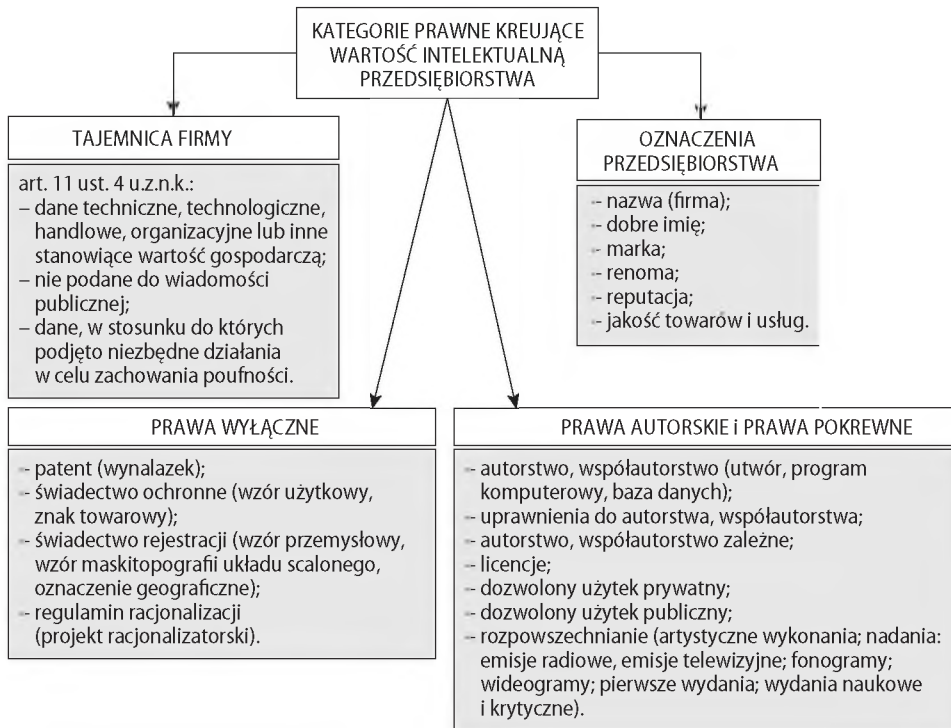 KATEGORIE PRAWNE KREUJĄCE
WARTOŚĆ INTELEKTUALNĄ
PRZEDSIĘBIORSTWA
TAJEMNICA FIRMY
art. 11 ust. 4 u.z.n.k.:
– dane techniczne, technologiczne,
handlowe, organizacyjne lub inne
stanowiące wartość gospodarczą;
– nie podane do wiadomości
publicznej;
– dane, w stosunku do których
podjęto niezbędne działania
w celu zachowania poufności.
OZNACZENIA
PRZEDSIĘBIORSTWA
- nazwa (firma);
- dobre imię;
- marka;
- renoma;
- reputacja;
- jakość towarów i usług.
PRAWA WYŁĄCZNE
- patent (wynalazek);
- świadectwo ochronne (wzór użytkowy,
znak towarowy);
- świadectwo rejestracji (wzór przemysłowy,
wzór maskitopografii układu scalonego,
oznaczenie geograficzne);
- regulamin racjonalizacji
(projekt racjonalizatorski).
PRAWA AUTORSKIE i PRAWA POKREWNE
- autorstwo, współautorstwo (utwór, program
komputerowy, baza danych);
- uprawnienia do autorstwa, współautorstwa;
- autorstwo, współautorstwo zależne;
- licencje;
- dozwolony użytek prywatny;
- dozwolony użytek publiczny;
- rozpowszechnianie (artystyczne wykonania; nadania:
emisje radiowe, emisje telewizyjne; fonogramy;
wideogramy; pierwsze wydania; wydania naukowe
i krytyczne).